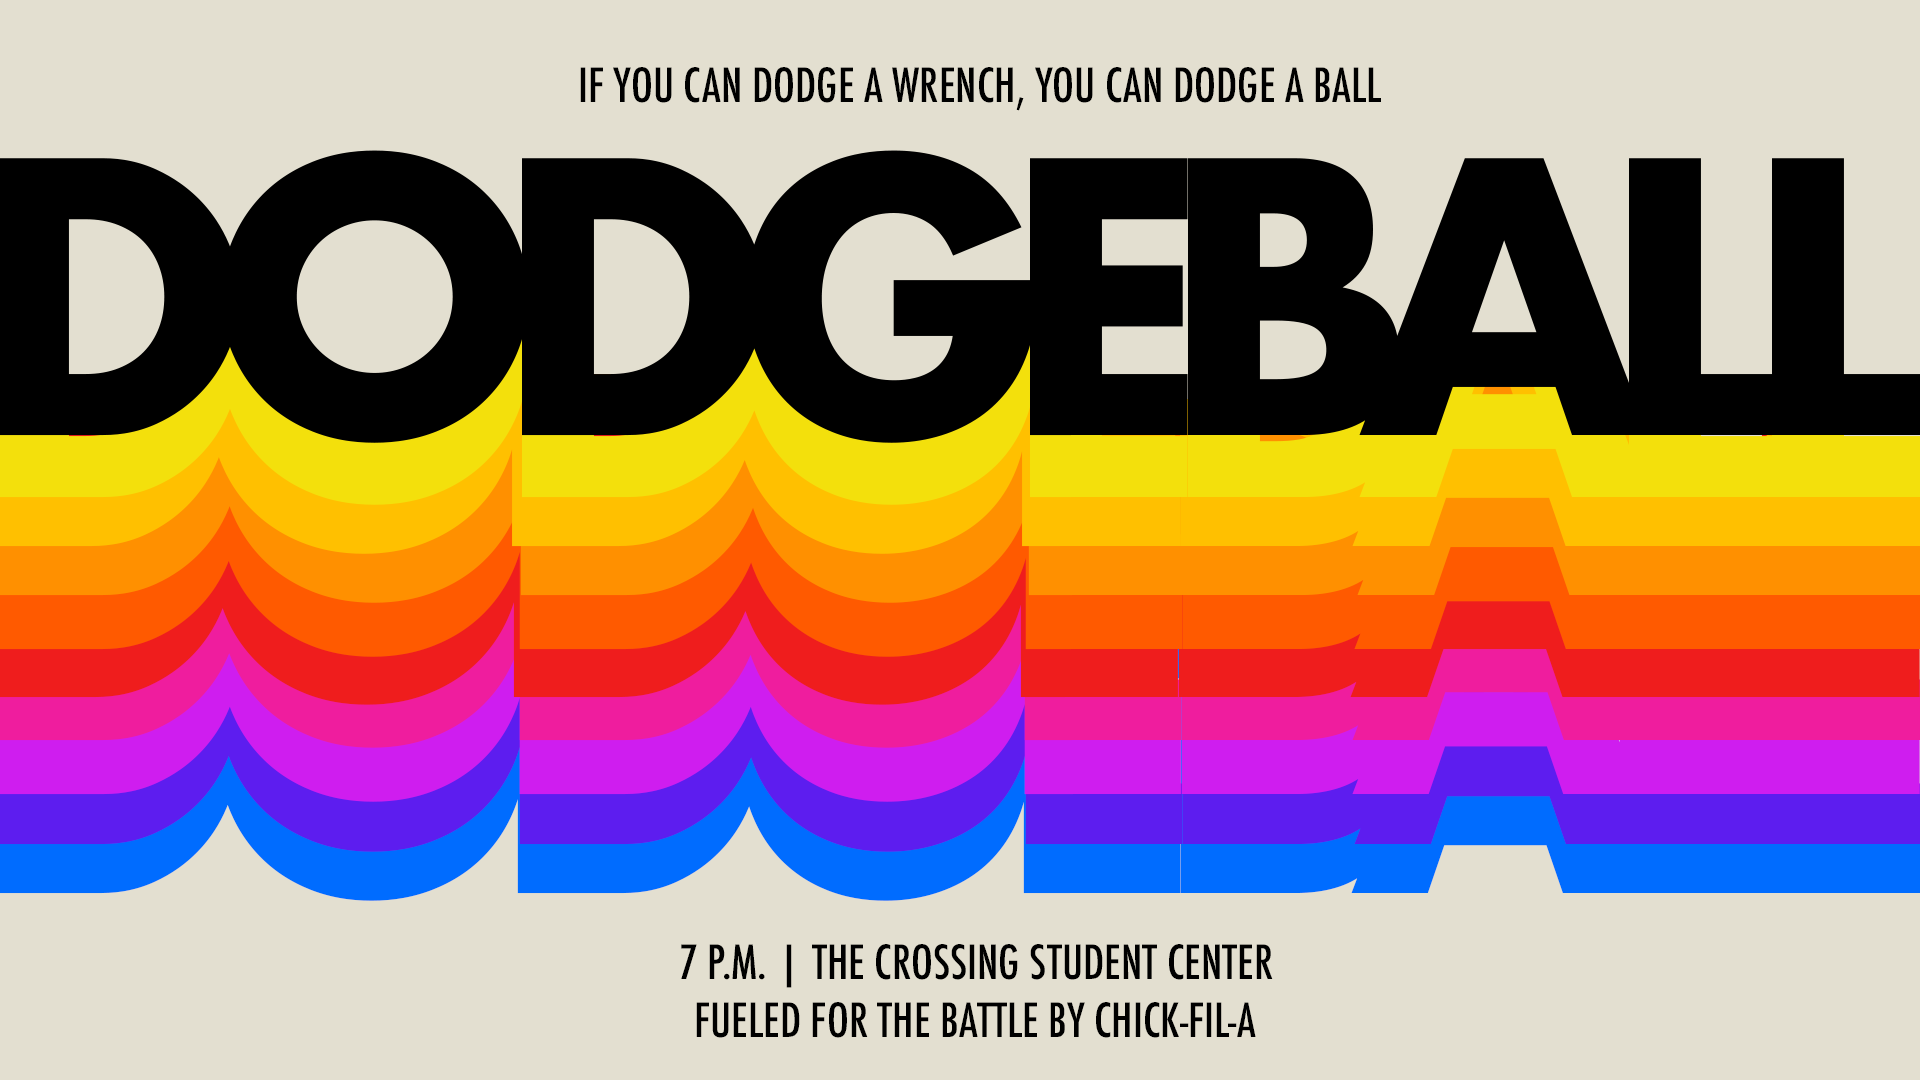 IF YOU CAN DODGE A WRENCH, YOU CAN DODGE A BALL
DODGEBALL
7 P.M. | THE CROSSING STUDENT CENTER
FUELED FOR THE BATTLE BY CHICK-FIL-A